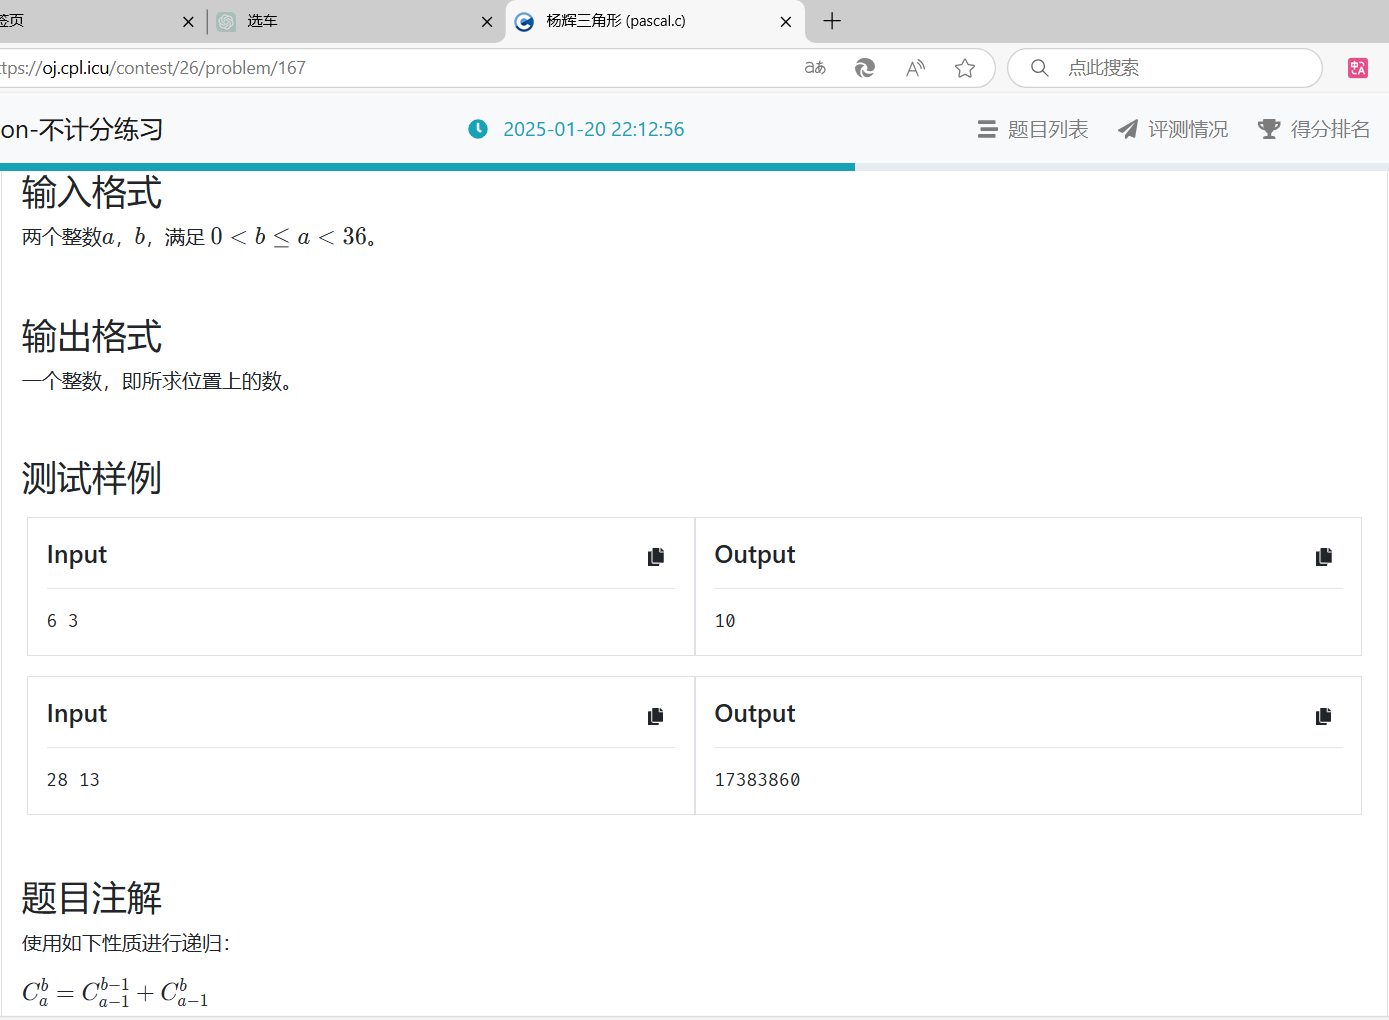 签页
选车
杨辉三角形 (pascal.c)
ttps://oj.cpl.icu/contest/26/problem/167
点此搜索
on-不计分练习
2025-01-20 22:12:56
题目列表
评测情况
得分排名
输入格式
两个整数a，b，满足 0 < b ≤ a < 36。
输出格式
一个整数，即所求位置上的数。
测试样例
Input
Output
6 3
10
Input
Output
28 13
17383860
题目注解
使用如下性质进行递归：
$C_a^b = C_{a-1}^{b-1} + C_{a-1}^b$